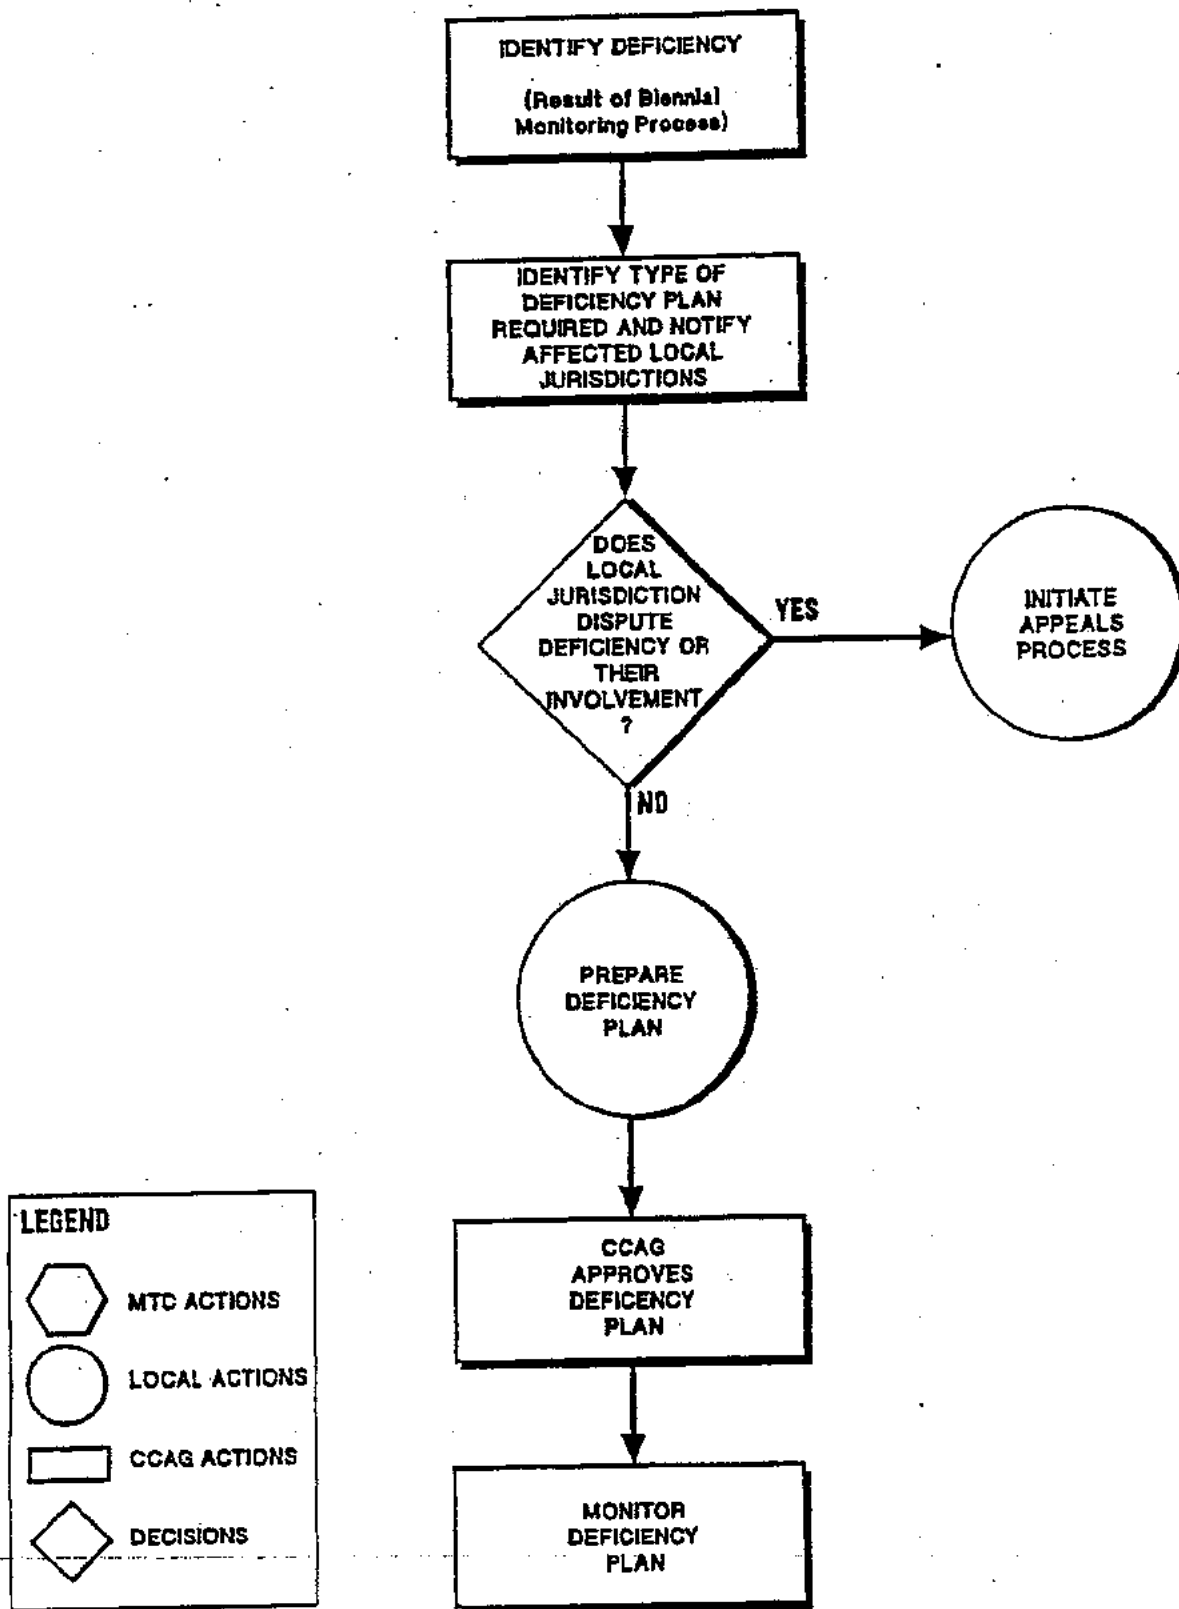 IDENTIFY DEFICIENCY
(Result of Biennial
Monitoring Process)
IDENTIFY TYPE OF
DEFICIENCY PLAN
REQUIRED AND NOTIFY
AFFECTED LOCAL
JURISDICTIONS
DOES
LOCAL
JURISDICTION
DISPUTE
DEFICIENCY OR
THEIR
INVOLVEMENT
?
YES
INITIATE
APPEALS
PROCESS
NO
PREPARE
DEFICIENCY
PLAN
CCAG
APPROVES
DEFICENCY
PLAN
MONITOR
DEFICIENCY
PLAN
LEGEND
MTC ACTIONS
LOCAL ACTIONS
CCAG ACTIONS
DECISIONS